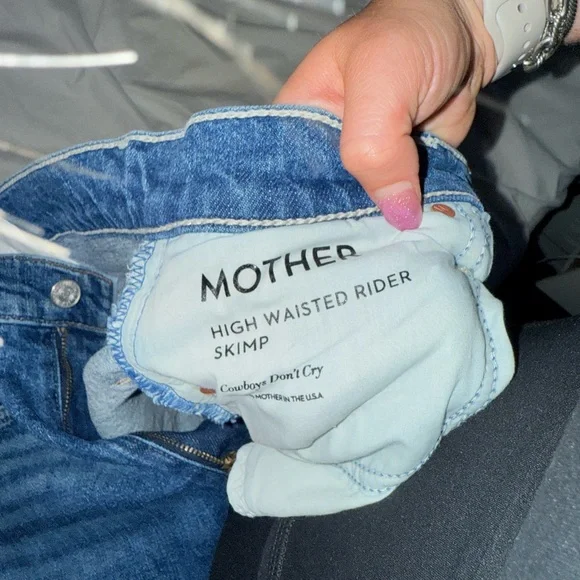 MOTHER
HIGH WAISTED RIDER
SKIMP
Cowboys Don't Cry
MOTHER IN THE U.S.A